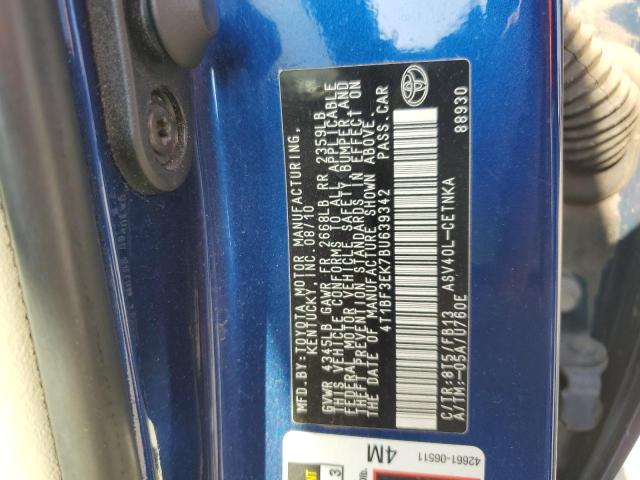 MFD.BY:TOYOTA MOTOR MANUFACTURING,
KENTUCKY, INC. 08/10
GVWR 4345LB GAWR FR 2668LB RR 2359LB
THIS VEHICLE CONFORMS TO ALL APPLICABLE
FEDERAL MOTOR VEHICLE SAFETY, BUMPER, AND
THEFT PREVENTION STANDARDS IN EFFECT ON
THE DATE OF MANUFACTURE SHOWN ABOVE.
4T1BF3EK7BU639342 PASS.CAR
C/TR:8T5/FB13 ASV40L-CETNKA
A/TM:-05A/U760E 88930
4M
42661-06511
3